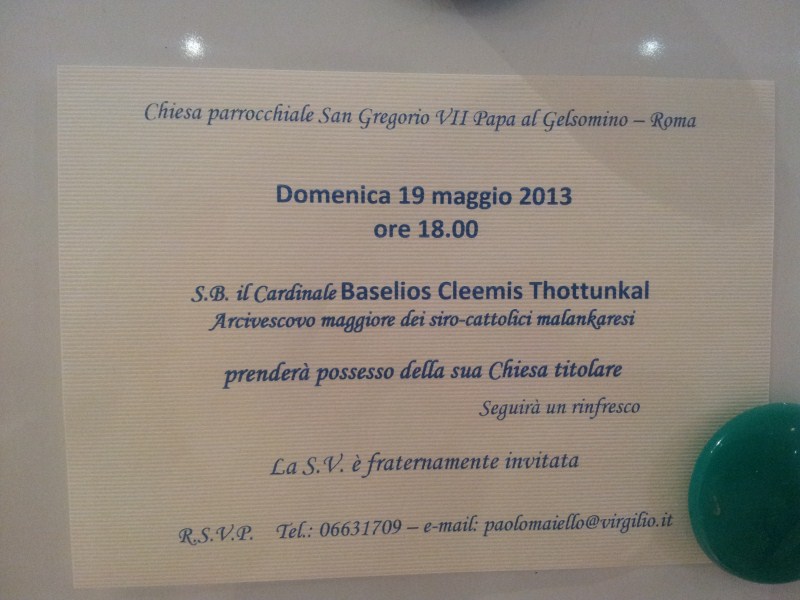 Chiesa parrocchiale San Gregorio VII Papa al Gelsomino – Roma
Domenica 19 maggio 2013
ore 18.00
S.B. il Cardinale Baselios Cleemis Thottunkal
Arcivescovo maggiore dei siro-cattolici malankaresi
prenderà possesso della sua Chiesa titolare
Seguirà un rinfresco
La S.V. è fraternamente invitata
R.S.V.P. Tel.: 06631709 – e-mail: paolomaiello@virgilio.it